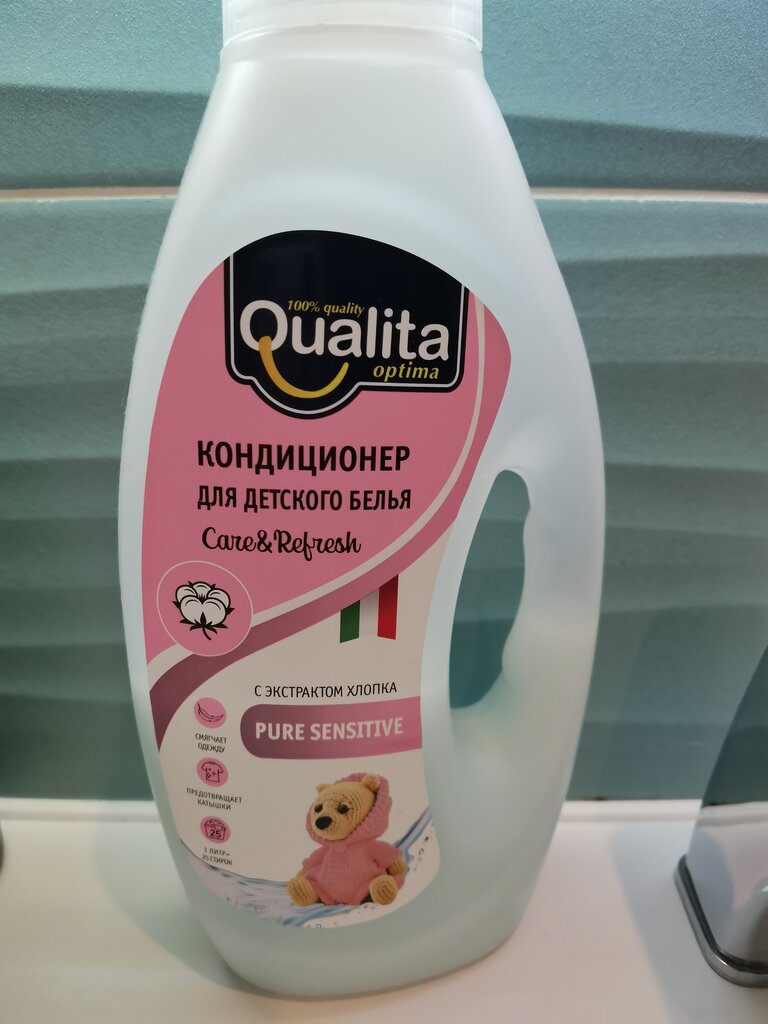 100% quality
Qualita
optima
КОНДИЦИОНЕР
ДЛЯ ДЕТСКОГО БЕЛЬЯ
Care&Refresh
С ЭКСТРАКТОМ ХЛОПКА
PURE SENSITIVE
СМЯГЧАЕТ
ОДЕЖДУ
ПРЕДОТВРАЩАЕТ
КАТЫШКИ
25
1 ЛИТР=
25 СТИРОК